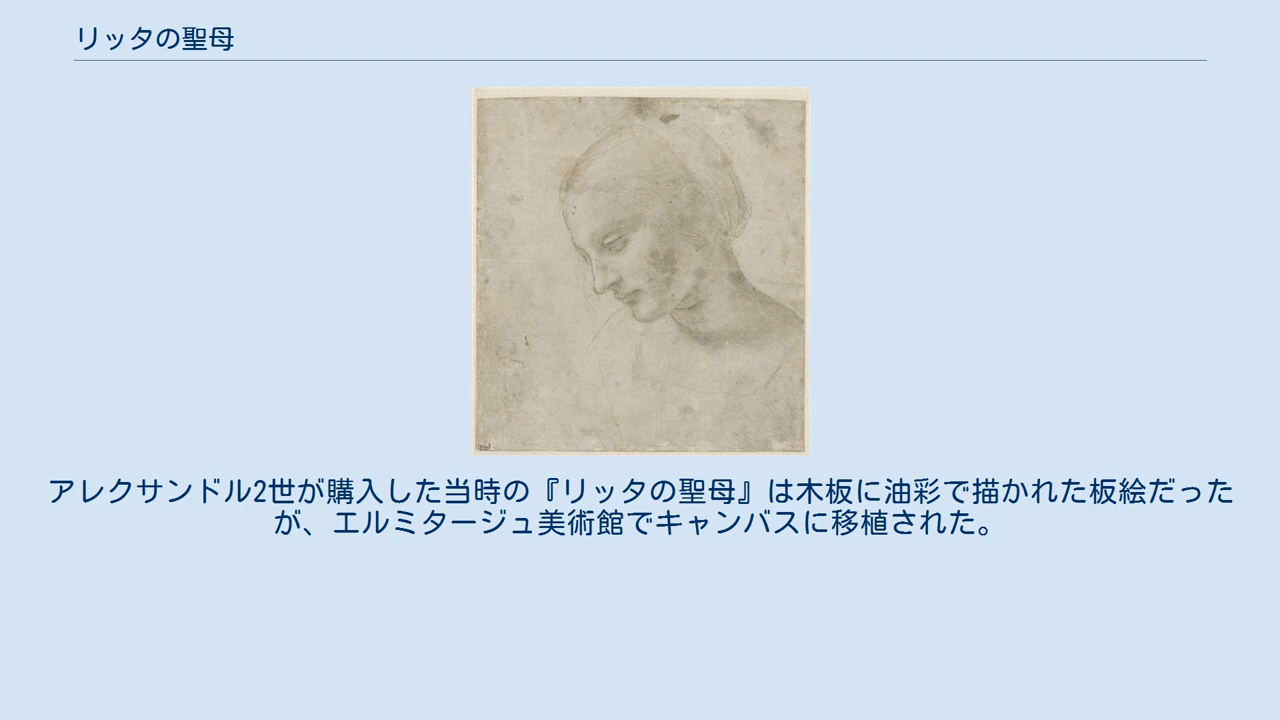 リッタの聖母
アレクサンドル2世が購入した当時の『リッタの聖母』は木板に油彩で描かれた板絵だった
が、エルミタージュ美術館でキャンバスに移植された。